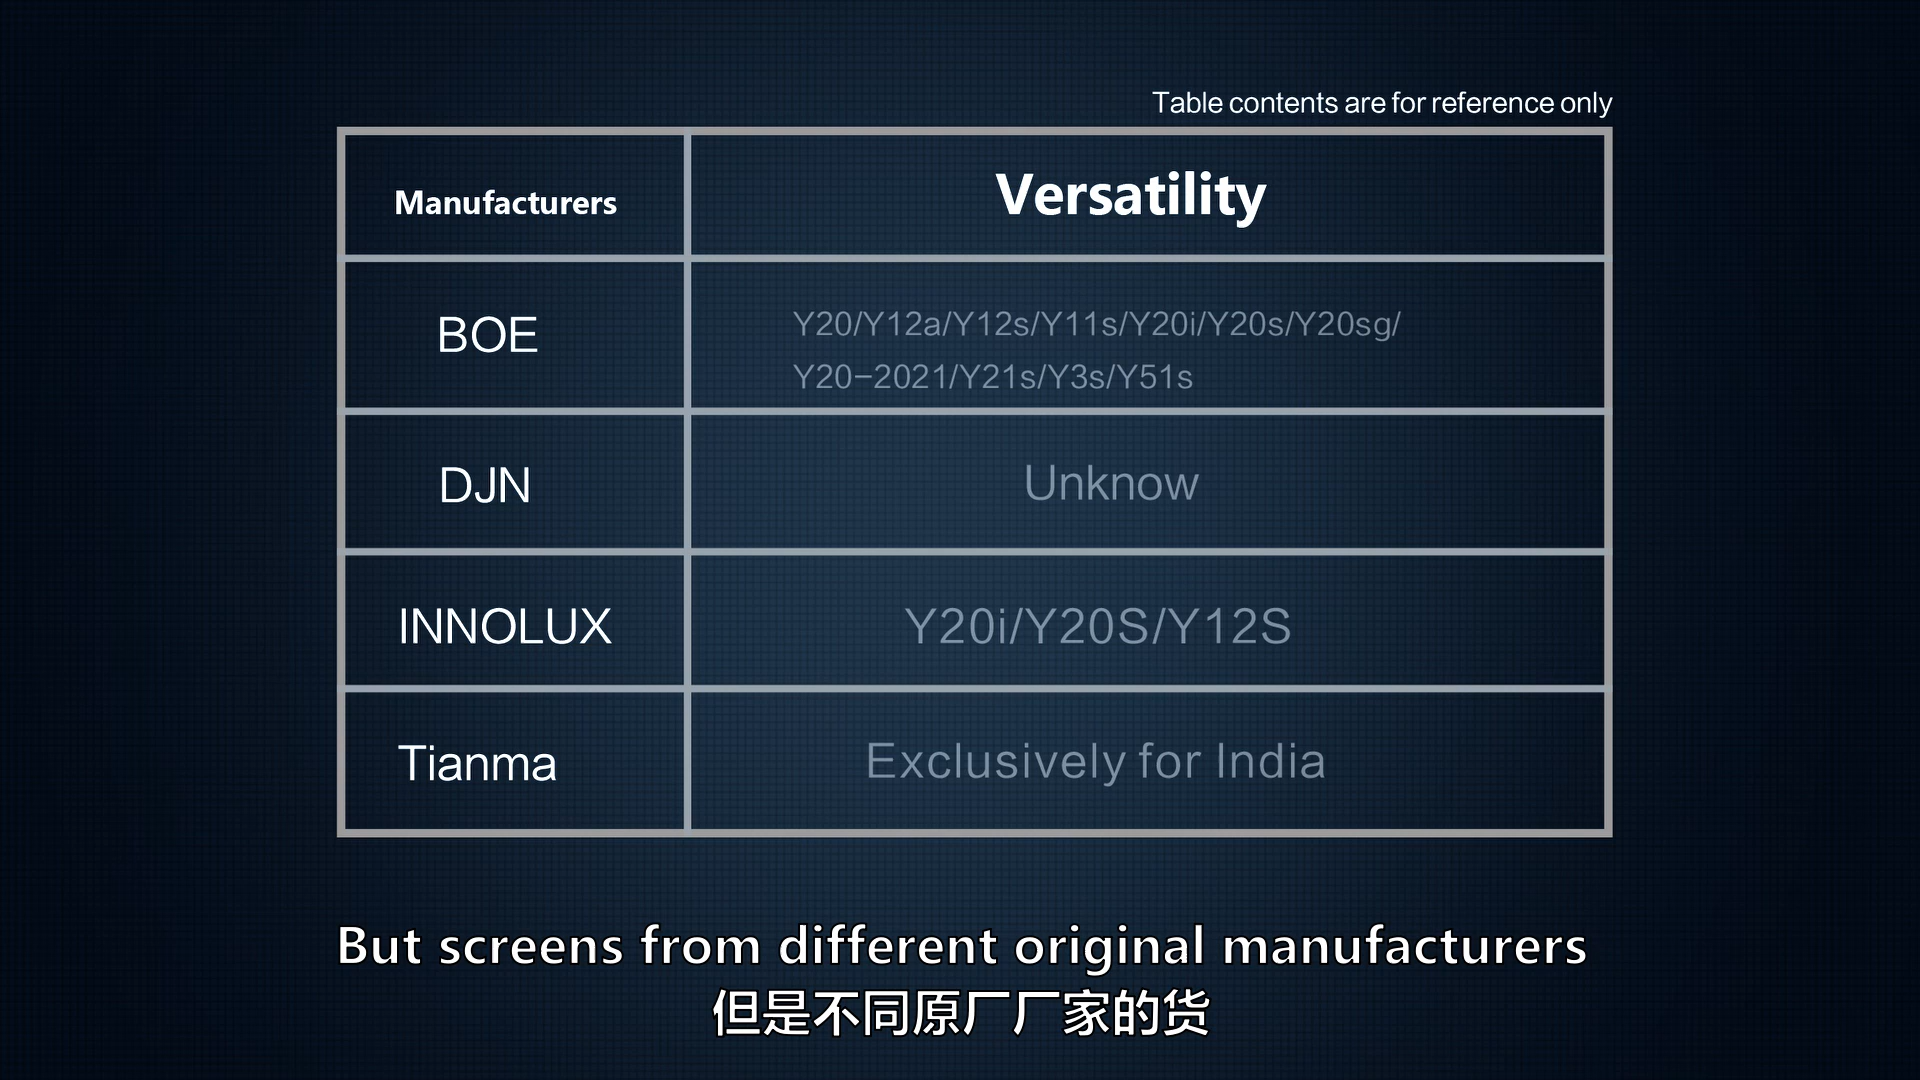 Table contents are for reference only
Manufacturers
Versatility
BOE
Y20/Y12a/Y12s/Y11s/Y20i/Y20s/Y20sg/
Y20-2021/Y21s/Y3s/Y51s
DJN
Unknow
INNOLUX
Y20i/Y20S/Y12S
Tianma
Exclusively for India
But screens from different original manufacturers
但是不同原厂厂家的货